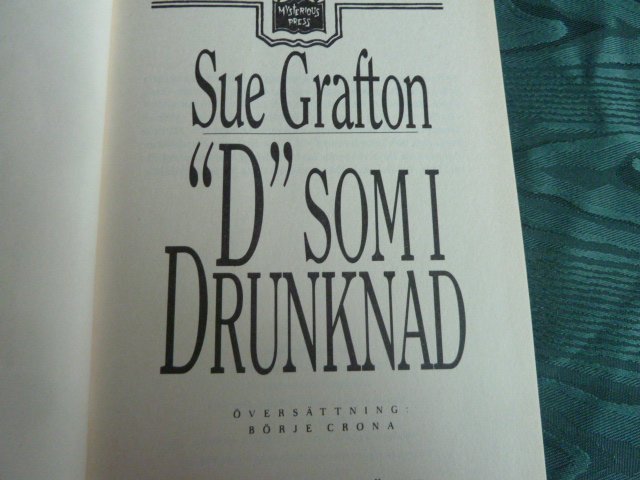 MYSTERIOUS
PRESS
Sue Grafton
"D" SOM I
DRUNKNAD
ÖVERSÄTTNING:
BÖRJE CRONA